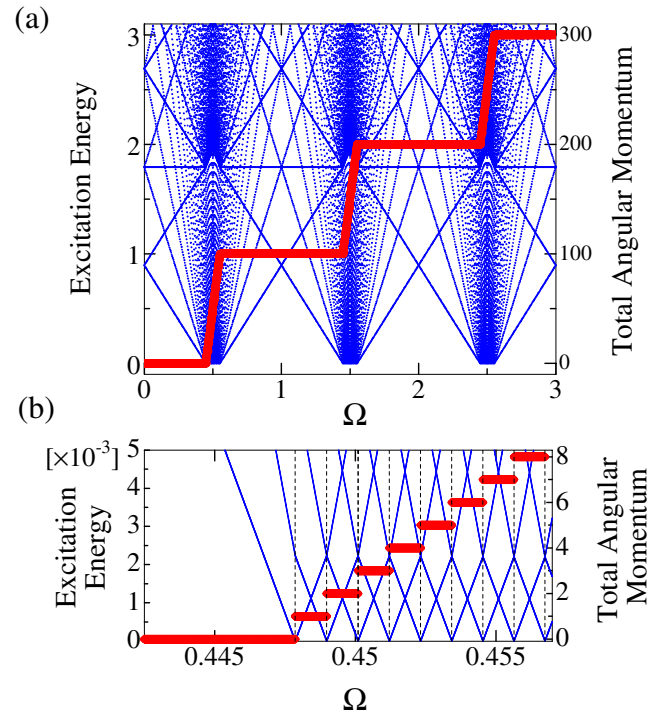 (a)
3
2
1
0
Excitation Energy
300
200
100
0
Total Angular Momentum
0 1 2 3
Ω
(b)
[×10⁻³]
5
4
3
2
1
0
Excitation
Energy
8
6
4
2
0
Total Angular
Momentum
0.445 0.45 0.455
Ω